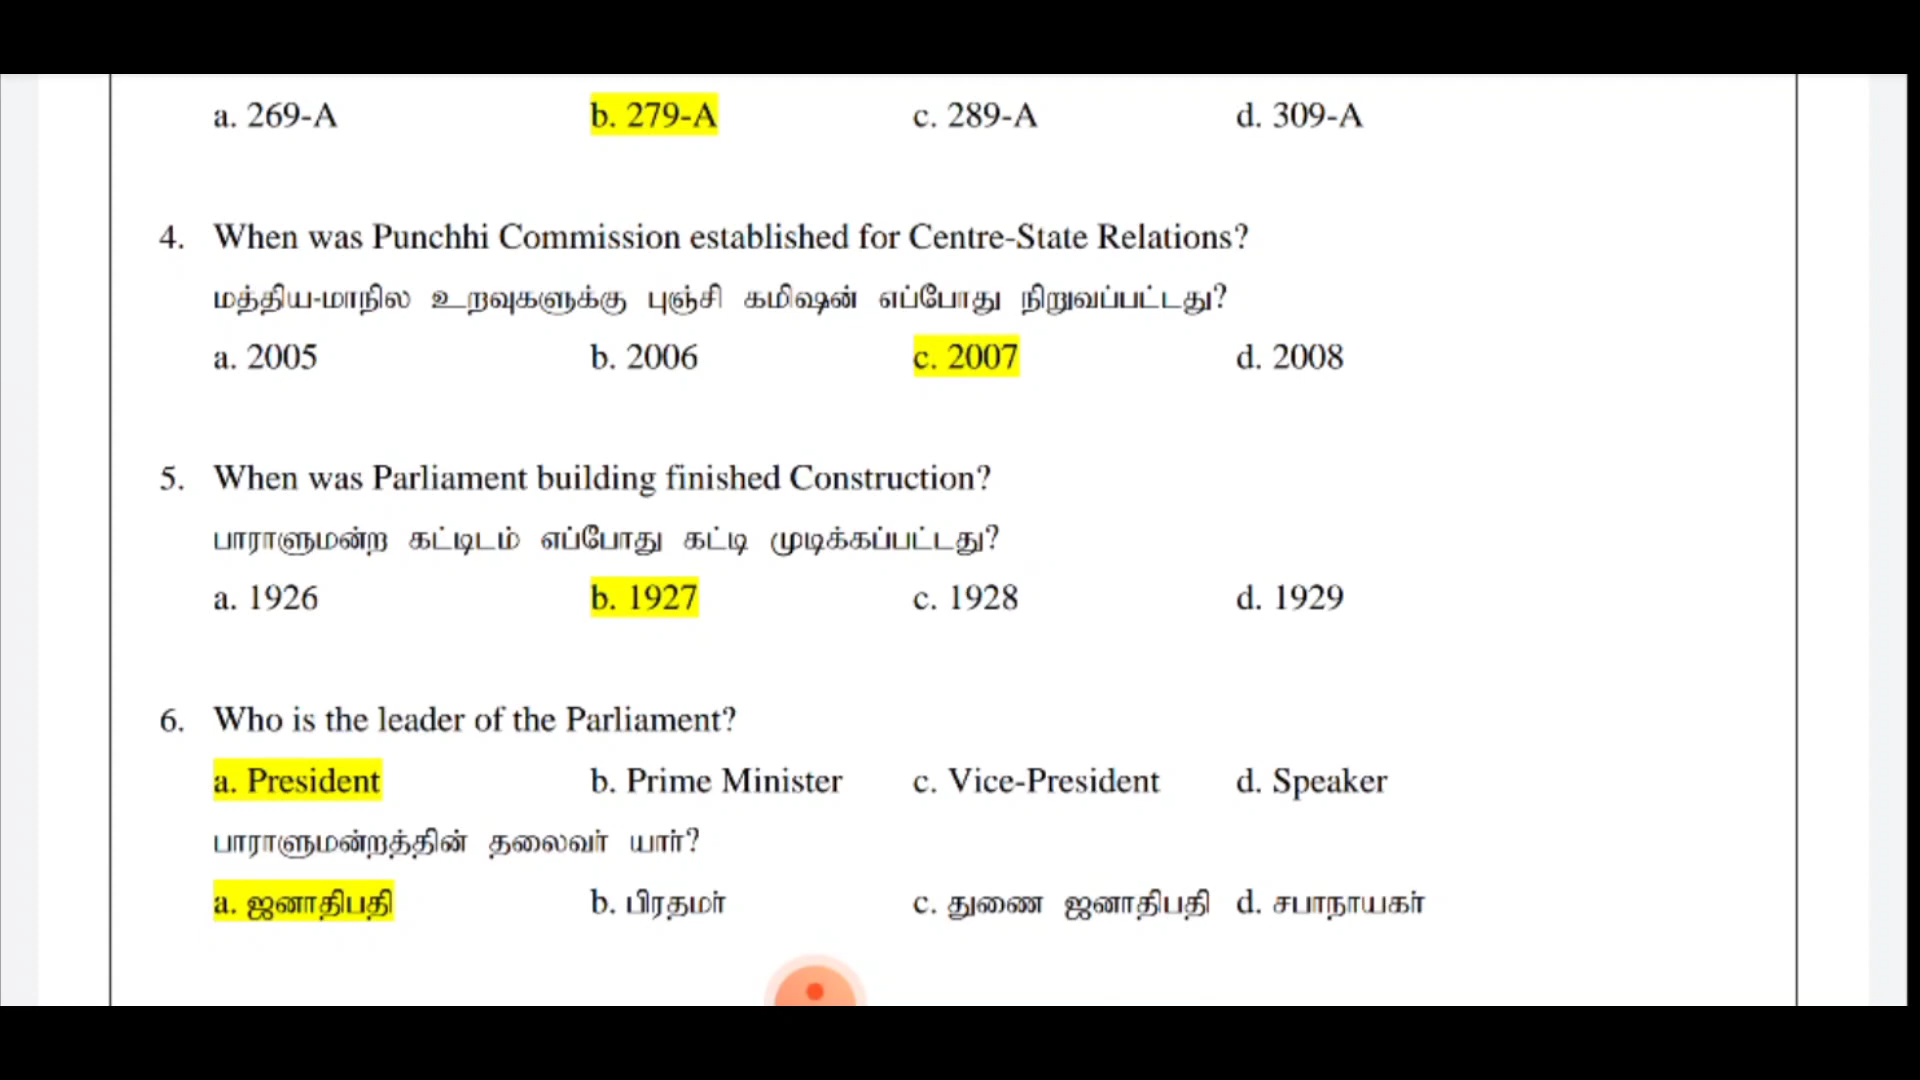 a. 269-A b. 279-A c. 289-A d. 309-A
4. When was Punchhi Commission established for Centre-State Relations?
மத்திய-மாநில உறவுகளுக்கு புஞ்சி கமிஷன் எப்போது நிறுவப்பட்டது?
a. 2005 b. 2006 c. 2007 d. 2008
5. When was Parliament building finished Construction?
பாராளுமன்ற கட்டிடம் எப்போது கட்டி முடிக்கப்பட்டது?
a. 1926 b. 1927 c. 1928 d. 1929
6. Who is the leader of the Parliament?
a. President b. Prime Minister c. Vice-President d. Speaker
பாராளுமன்றத்தின் தலைவர் யார்?
a. ஜனாதிபதி b. பிரதமர் c. துணை ஜனாதிபதி d. சபாநாயகர்